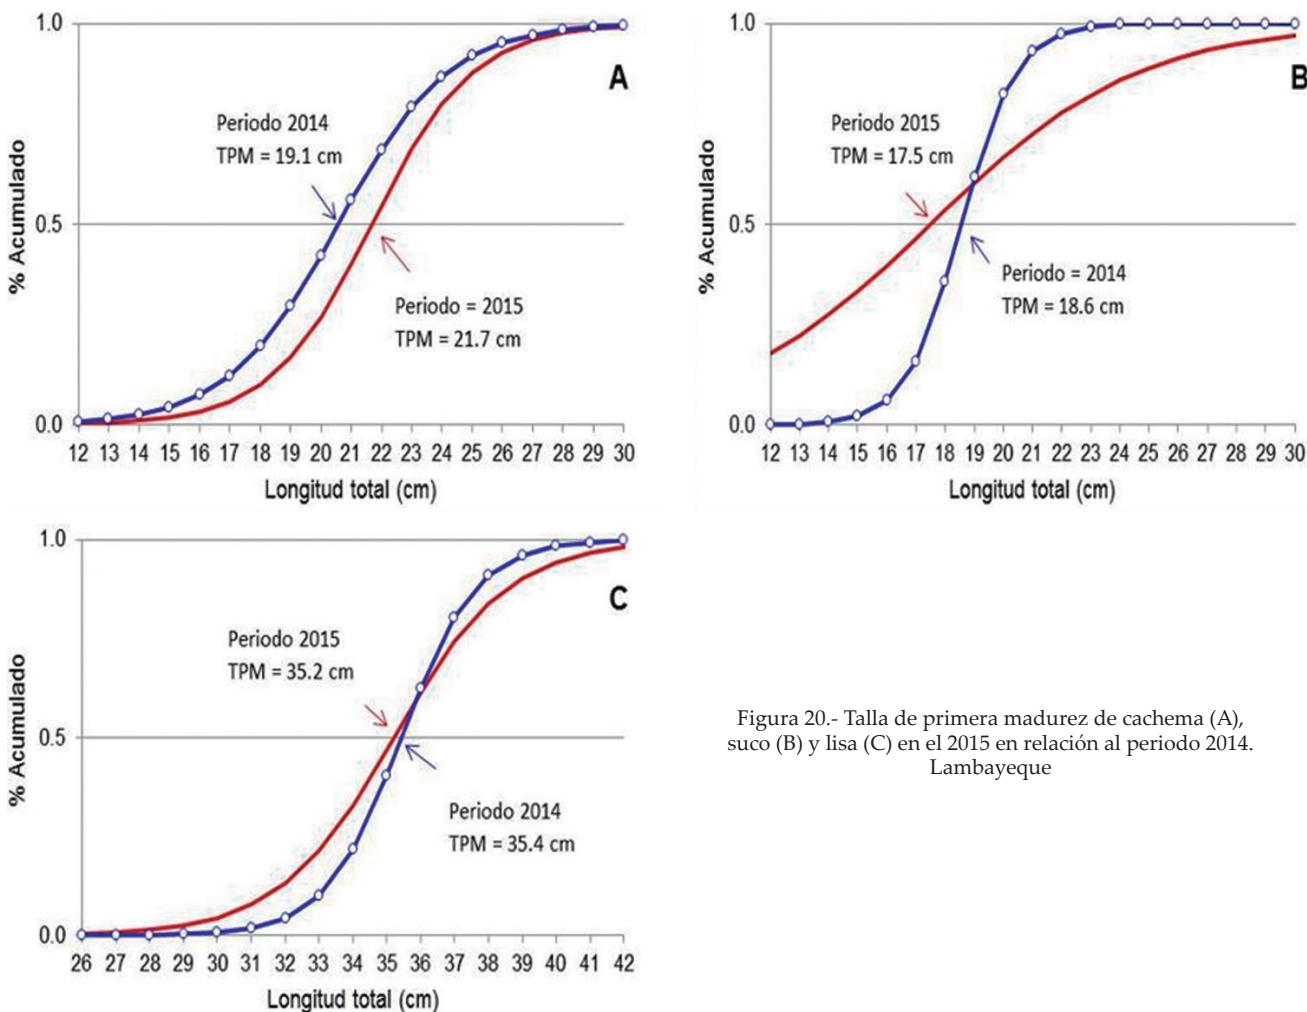 1.0
A
Periodo 2014
TPM = 19.1 cm
% Acumulado
0.5
Periodo = 2015
TPM = 21.7 cm
0.0
12 13 14 15 16 17 18 19 20 21 22 23 24 25 26 27 28 29 30
Longitud total (cm)
1.0
B
Periodo 2015
TPM = 17.5 cm
% Acumulado
0.5
Periodo = 2014
TPM = 18.6 cm
0.0
12 13 14 15 16 17 18 19 20 21 22 23 24 25 26 27 28 29 30
Longitud total (cm)
1.0
C
Periodo 2015
TPM = 35.2 cm
% Acumulado
0.5
Periodo 2014
TPM = 35.4 cm
0.0
26 27 28 29 30 31 32 33 34 35 36 37 38 39 40 41 42
Longitud total (cm)
Figura 20.- Talla de primera madurez de cachema (A),
suco (B) y lisa (C) en el 2015 en relación al periodo 2014.
Lambayeque